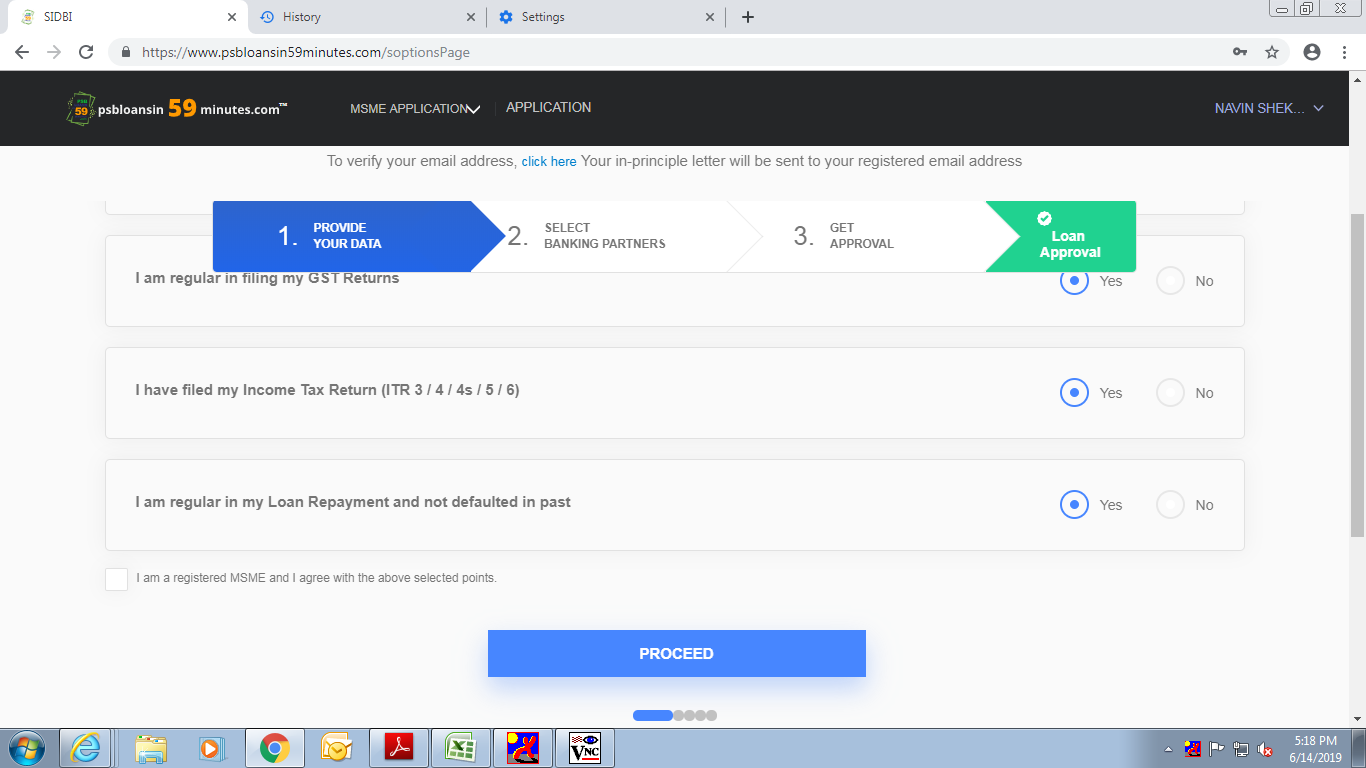 SIDBI
History
Settings
https://www.psbloansin59minutes.com/soptionsPage
PSB
59
psbloansin 59 minutes.com™
MSME APPLICATION
APPLICATION
NAVIN SHEK...
To verify your email address, click here Your in-principle letter will be sent to your registered email address
1. PROVIDE
YOUR DATA
2. SELECT
BANKING PARTNERS
3. GET
APPROVAL
Loan
Approval
I am regular in filing my GST Returns
Yes
No
I have filed my Income Tax Return (ITR 3 / 4 / 4s / 5 / 6)
Yes
No
I am regular in my Loan Repayment and not defaulted in past
Yes
No
I am a registered MSME and I agree with the above selected points.
PROCEED
VNC
5:18 PM
6/14/2019